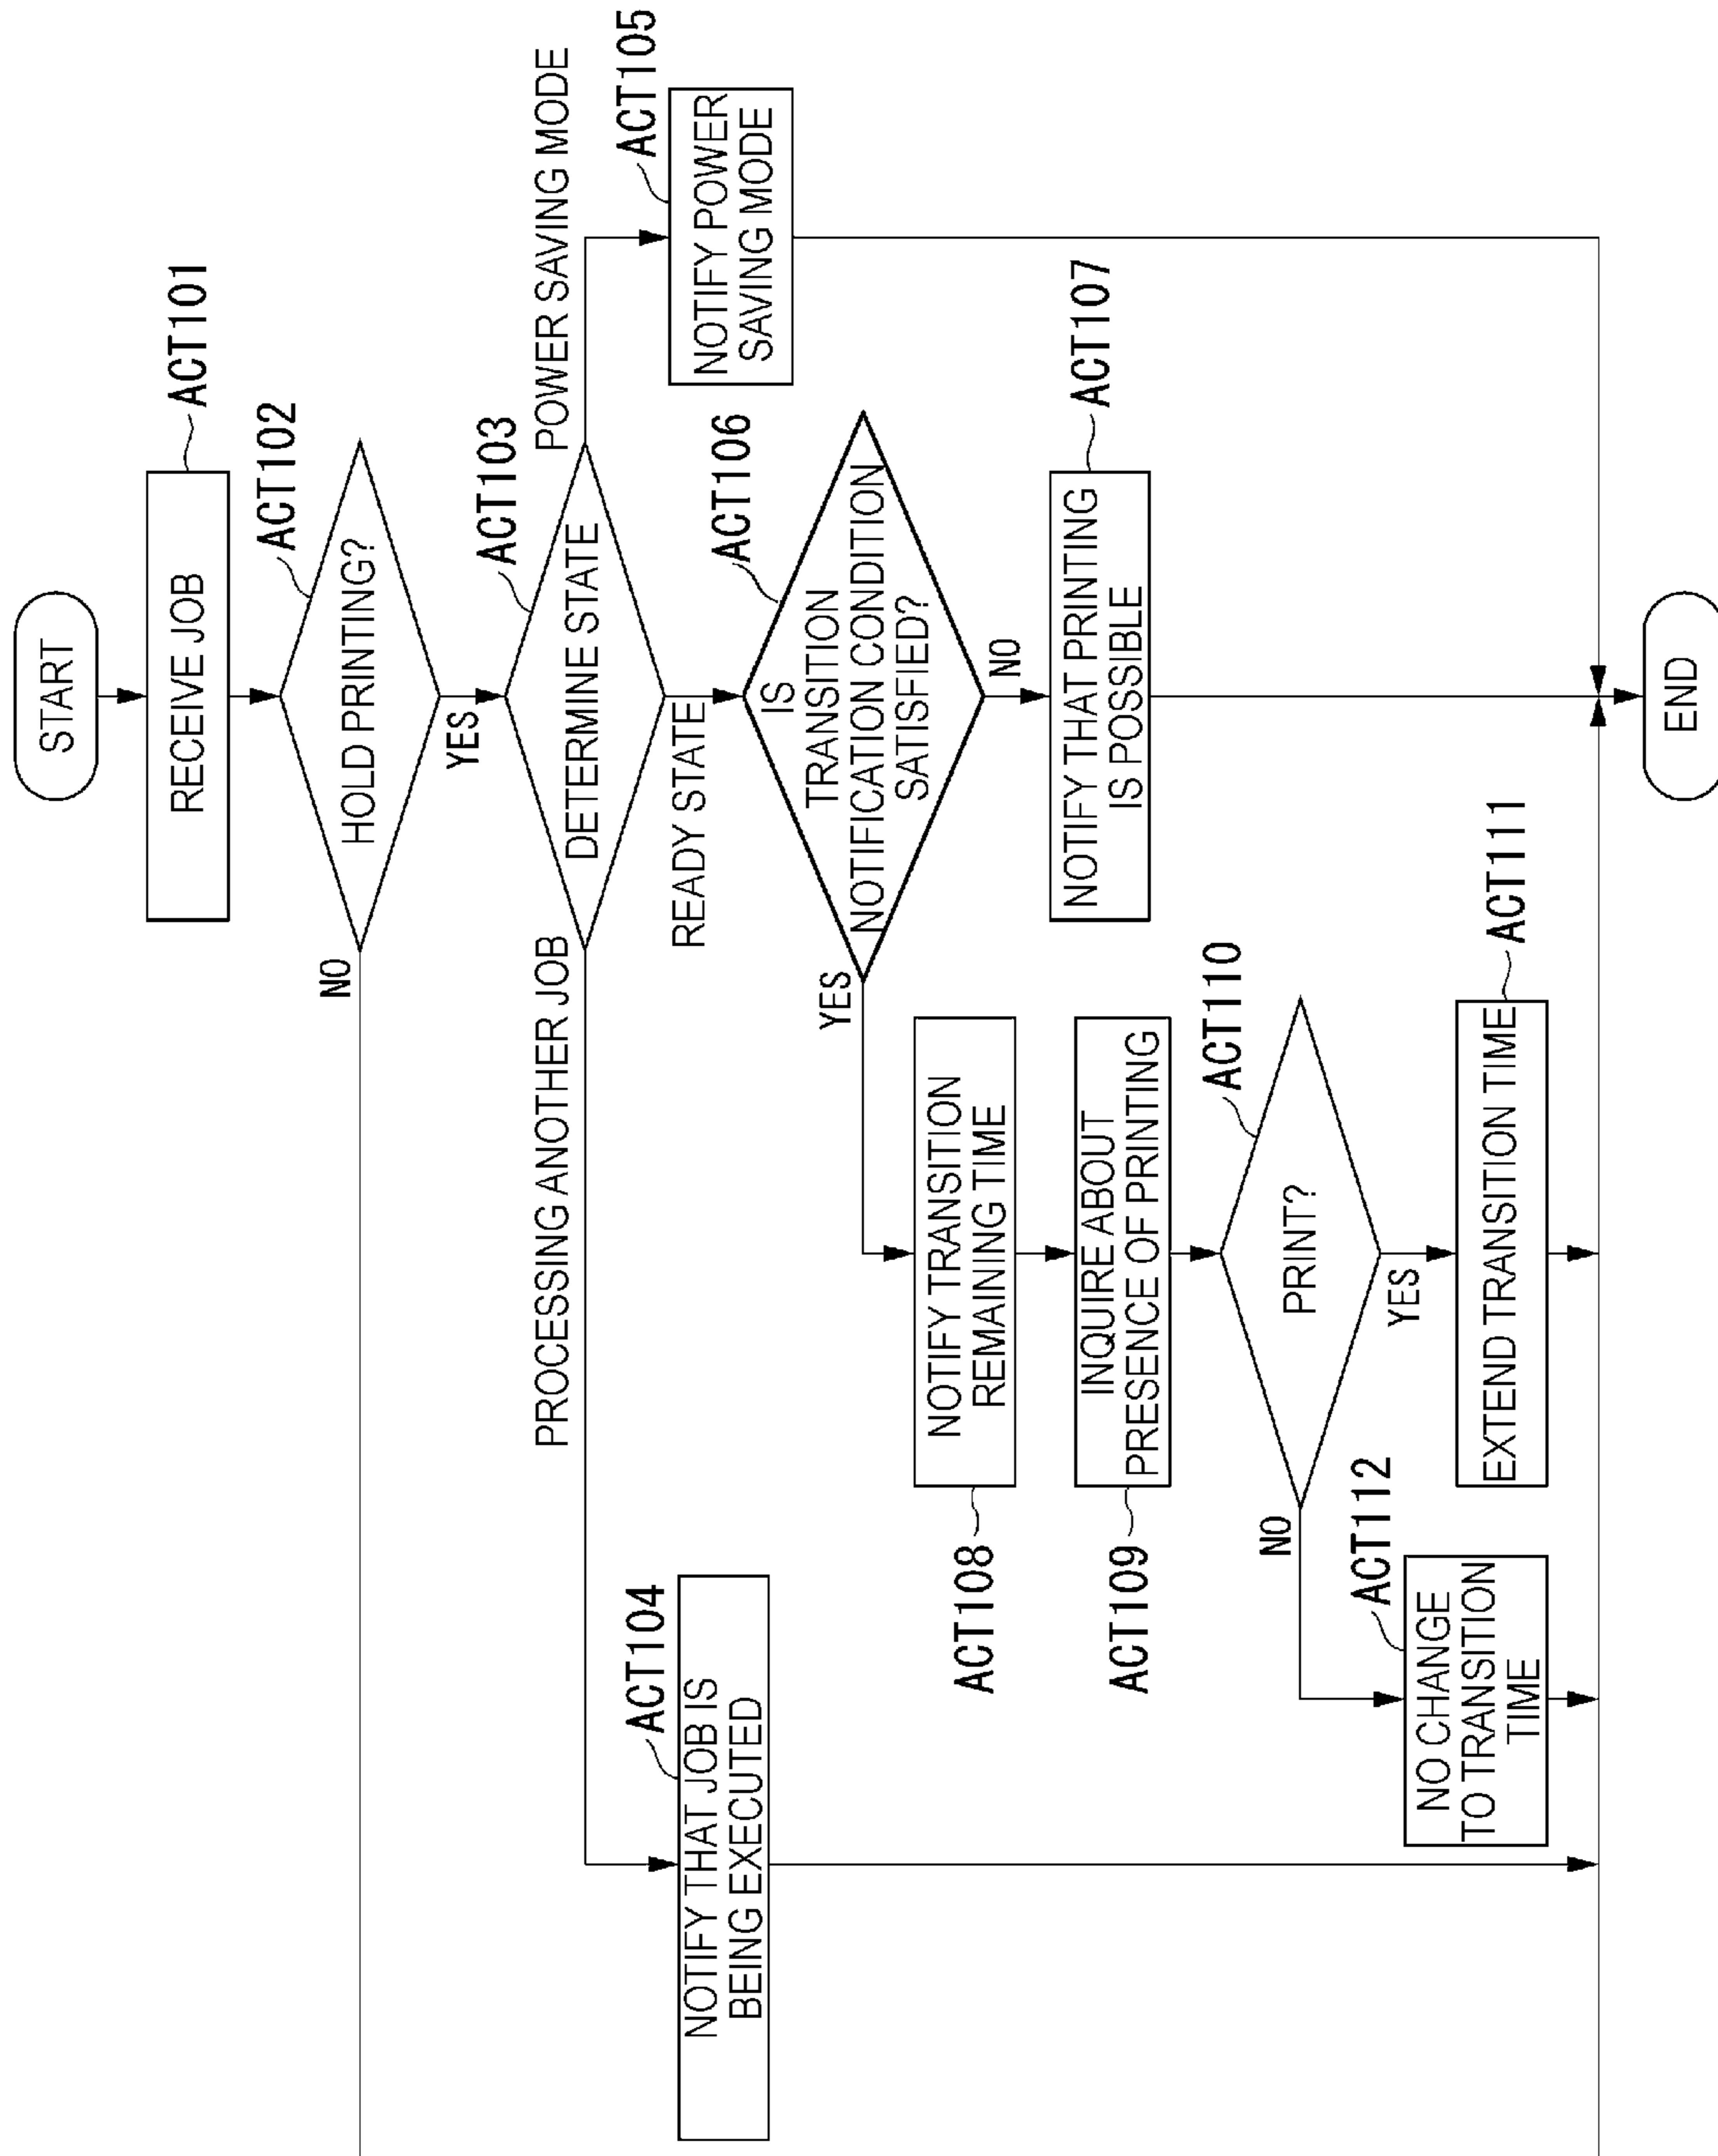 START
RECEIVE JOB
ACT101
HOLD PRINTING?
ACT102
NO
YES
DETERMINE STATE
ACT103
PROCESSING ANOTHER JOB
READY STATE
POWER SAVING MODE
NOTIFY THAT JOB IS
BEING EXECUTED
ACT104
NOTIFY POWER
SAVING MODE
ACT105
IS
TRANSITION
NOTIFICATION CONDITION
SATISFIED?
ACT106
YES
NO
NOTIFY THAT PRINTING
IS POSSIBLE
ACT107
NOTIFY TRANSITION
REMAINING TIME
ACT108
INQUIRE ABOUT
PRESENCE OF PRINTING
ACT109
PRINT?
ACT110
NO
YES
NO CHANGE
TO TRANSITION
TIME
ACT112
EXTEND TRANSITION TIME
ACT111
END